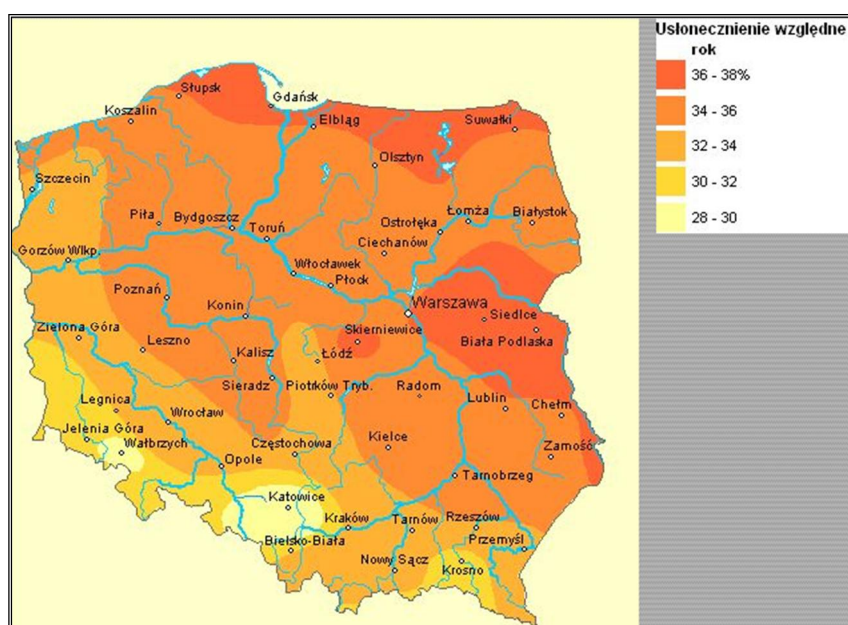 Usłonecznienie względne
rok
36 - 38%
34 - 36
32 - 34
30 - 32
28 - 30
Słupsk
Gdańsk
Koszalin
Elbląg
Suwałki
Olsztyn
Szczecin
Piła
Bydgoszcz
Toruń
Ostrołęka
Łomża
Białystok
Ciechanów
Gorzów Wlkp.
Włocławek
Płock
Poznań
Konin
Warszawa
Siedlce
Zielona Góra
Leszno
Skierniewice
Biała Podlaska
Kalisz
Łódź
Sieradz
Piotrków Tryb.
Radom
Lublin
Chełm
Legnica
Wrocław
Jelenia Góra
Wałbrzych
Częstochowa
Kielce
Zamość
Opole
Tarnobrzeg
Katowice
Kraków
Tarnów
Rzeszów
Bielsko-Biała
Przemyśl
Nowy Sącz
Krosno